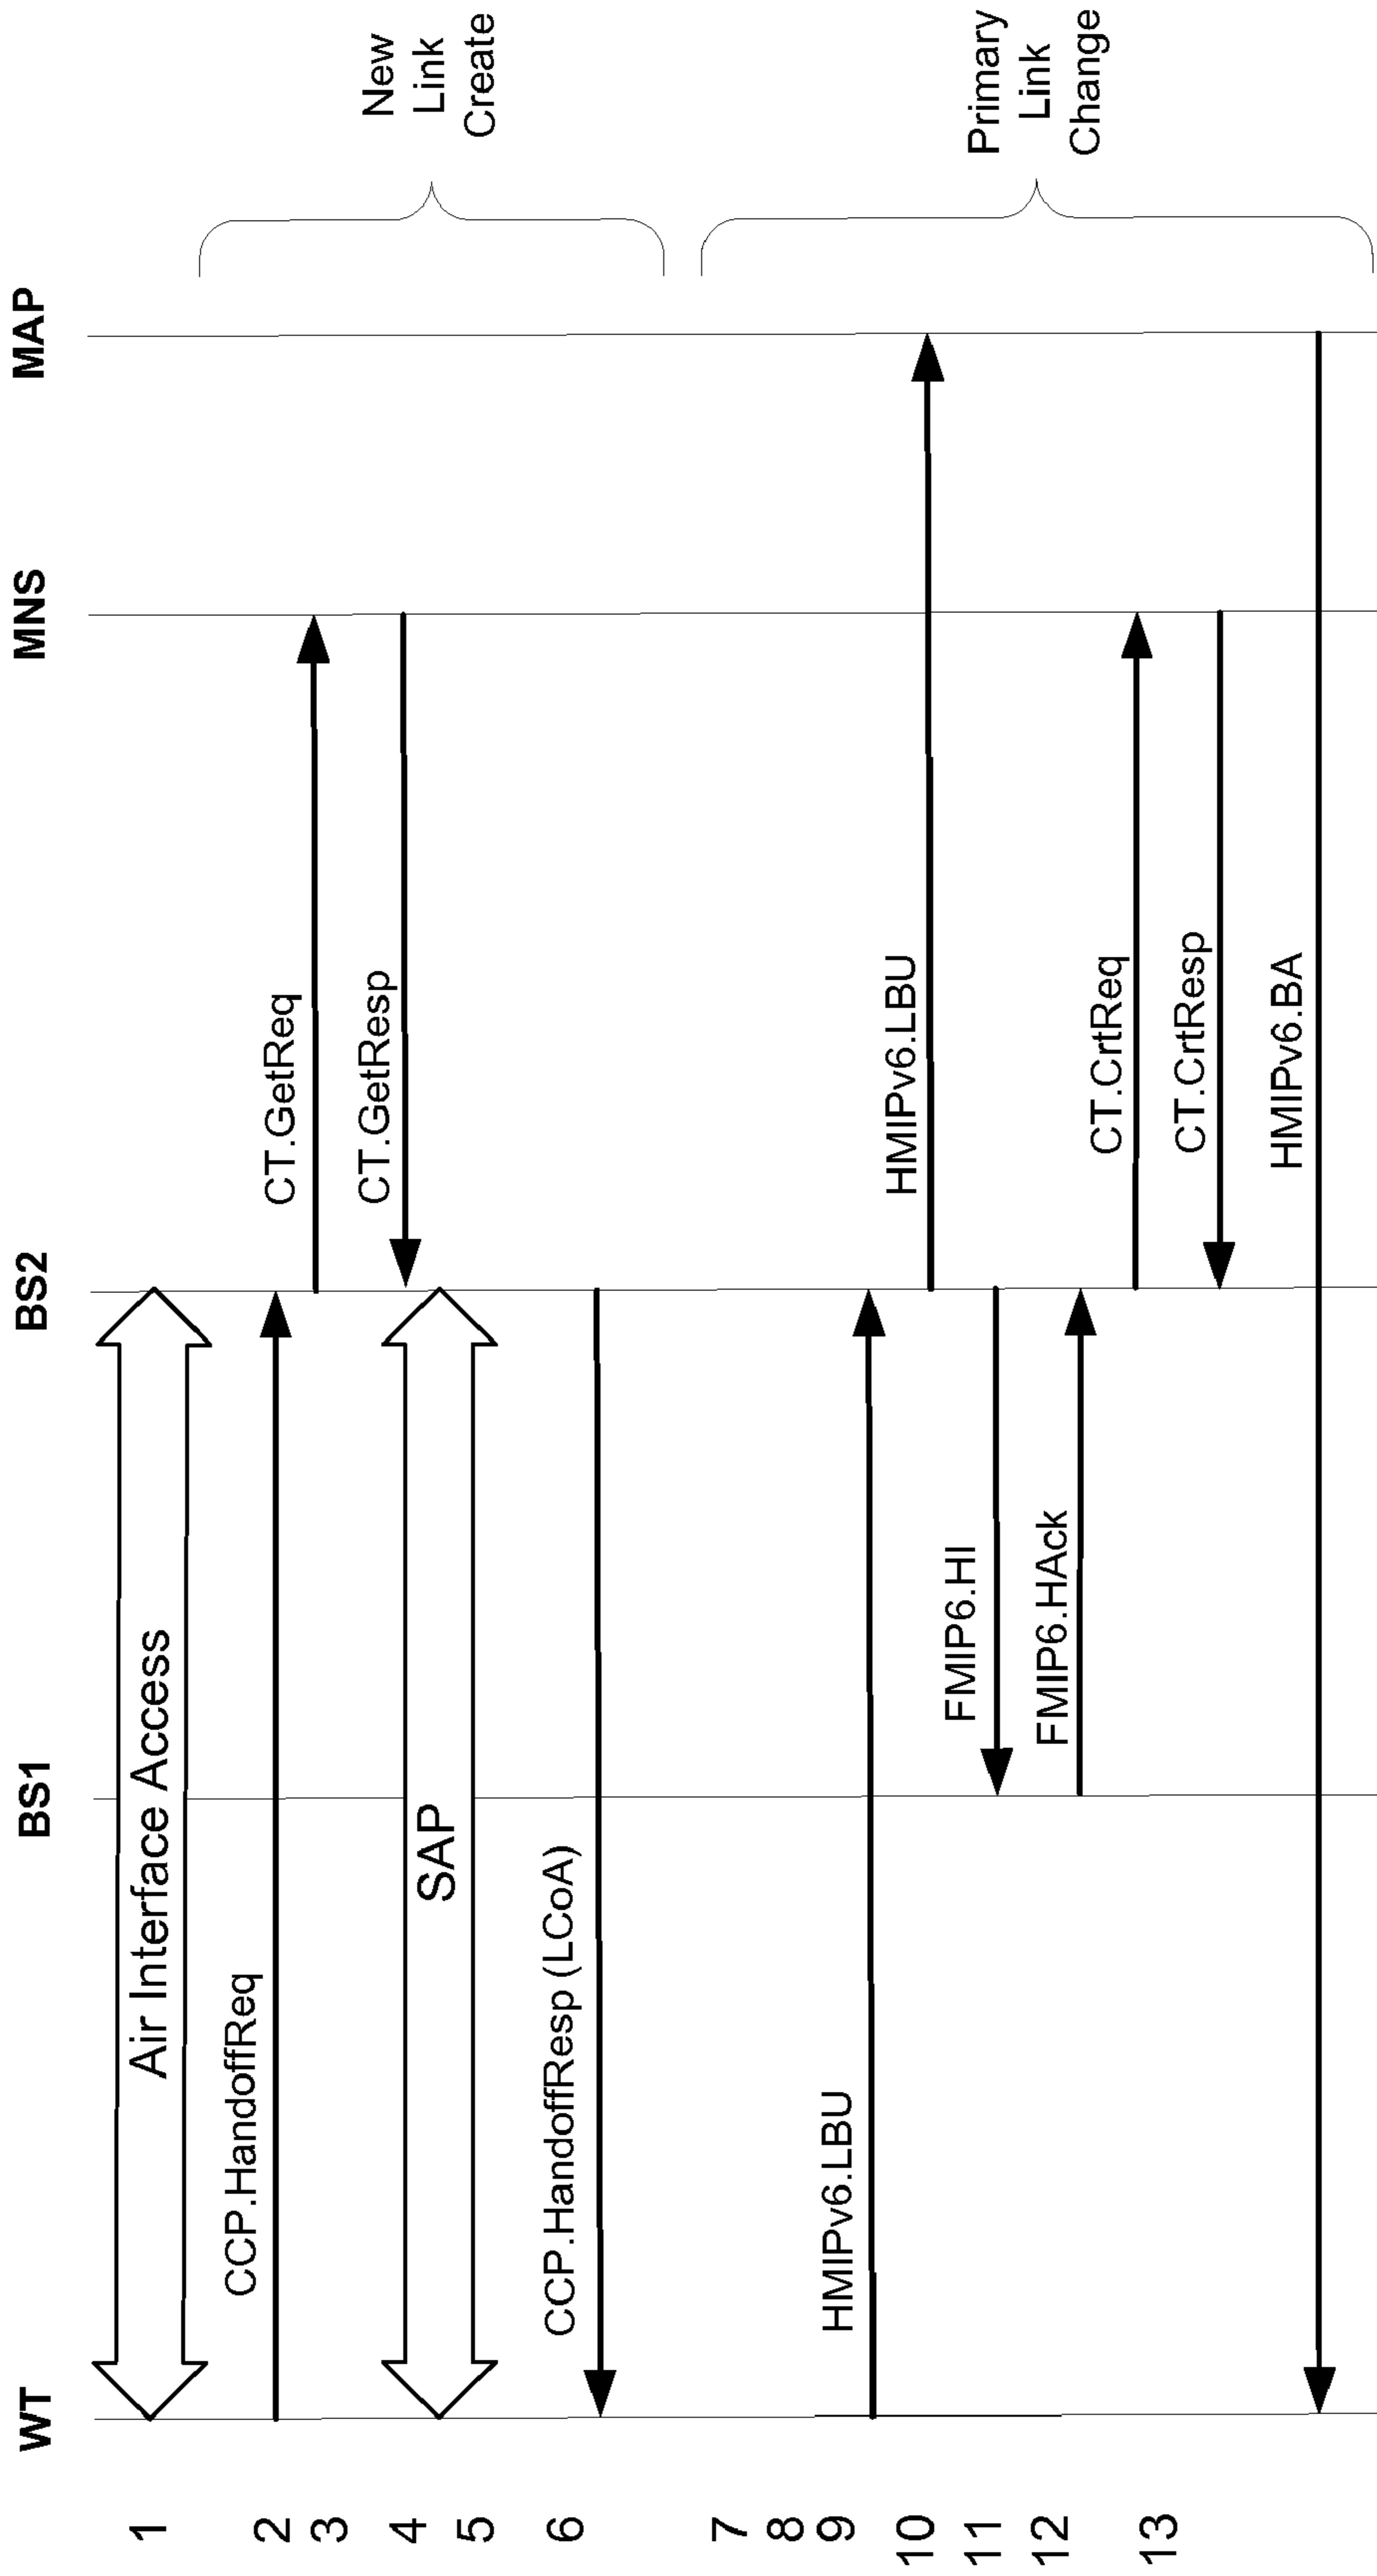 WT
BS1
BS2
MNS
MAP
1
Air Interface Access
2
CCP.HandoffReq
3
CT.GetReq
4
CT.GetResp
5
SAP
6
CCP.HandoffResp (LCoA)
New
Link
Create
7
8
9
HMIPv6.LBU
10
HMIPv6.LBU
11
FMIP6.HI
12
FMIP6.HAck
13
CT.CrtReq
CT.CrtResp
HMIPv6.BA
Primary
Link
Change